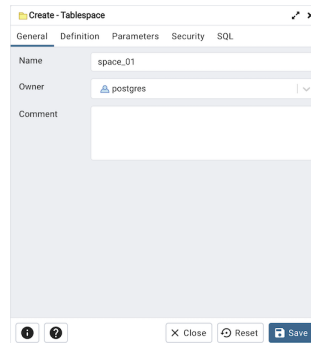 Create - Tablespace
General Definition Parameters Security SQL
Name space_01
Owner postgres
Comment
Close Reset Save